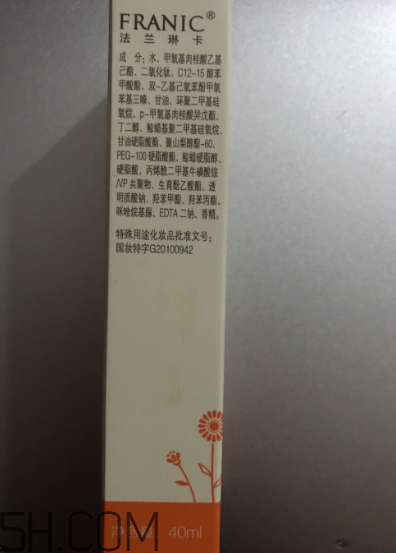 FRANIC®
法兰琳卡
成 分：水、甲氧基肉桂酸乙基
己酯、二氧化钛、C12-15 醇苯
甲酸酯、双-乙基己氧苯酚甲氧
苯基三嗪、甘油、环聚二甲基硅
氧烷、p-甲氧基肉桂酸异戊酯、
丁二醇、鲸蜡基聚二甲基硅氧烷、
甘油硬脂酸酯、聚山梨醇酯-60、
PEG-100 硬脂酸酯、鲸蜡硬脂醇、
硬脂酸、丙烯酰二甲基牛磺酸铵
/VP 共聚物、生育酚乙酸酯、透
明质酸钠、羟苯甲酯、羟苯丙酯、
咪唑烷基脲、EDTA 二钠、香精。
特殊用途化妆品批准文号：
国妆特字G20100942
净含量：40ml
5H.COM